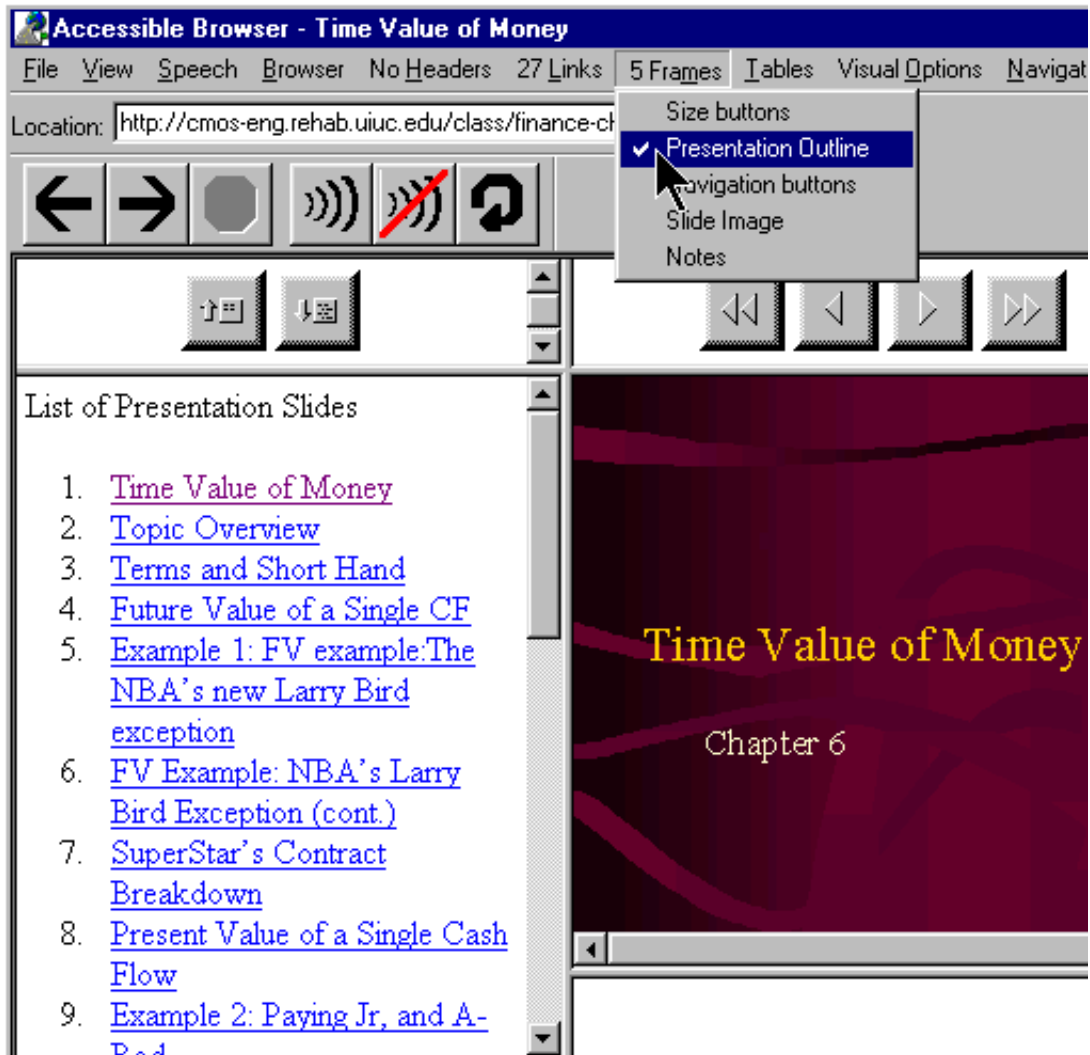 Accessible Browser - Time Value of Money
File View Speech Browser No Headers 27 Links 5 Frames Tables Visual Options Navigat
Location: http://cmos-eng.rehab.uiuc.edu/class/finance-ch
Size buttons
Presentation Outline
Navigation buttons
Slide Image
Notes
List of Presentation Slides
1. Time Value of Money
2. Topic Overview
3. Terms and Short Hand
4. Future Value of a Single CF
5. Example 1: FV example:The
NBA's new Larry Bird
exception
6. FV Example: NBA's Larry
Bird Exception (cont.)
7. SuperStar's Contract
Breakdown
8. Present Value of a Single Cash
Flow
9. Example 2: Paying Jr, and A-
Time Value of Money
Chapter 6